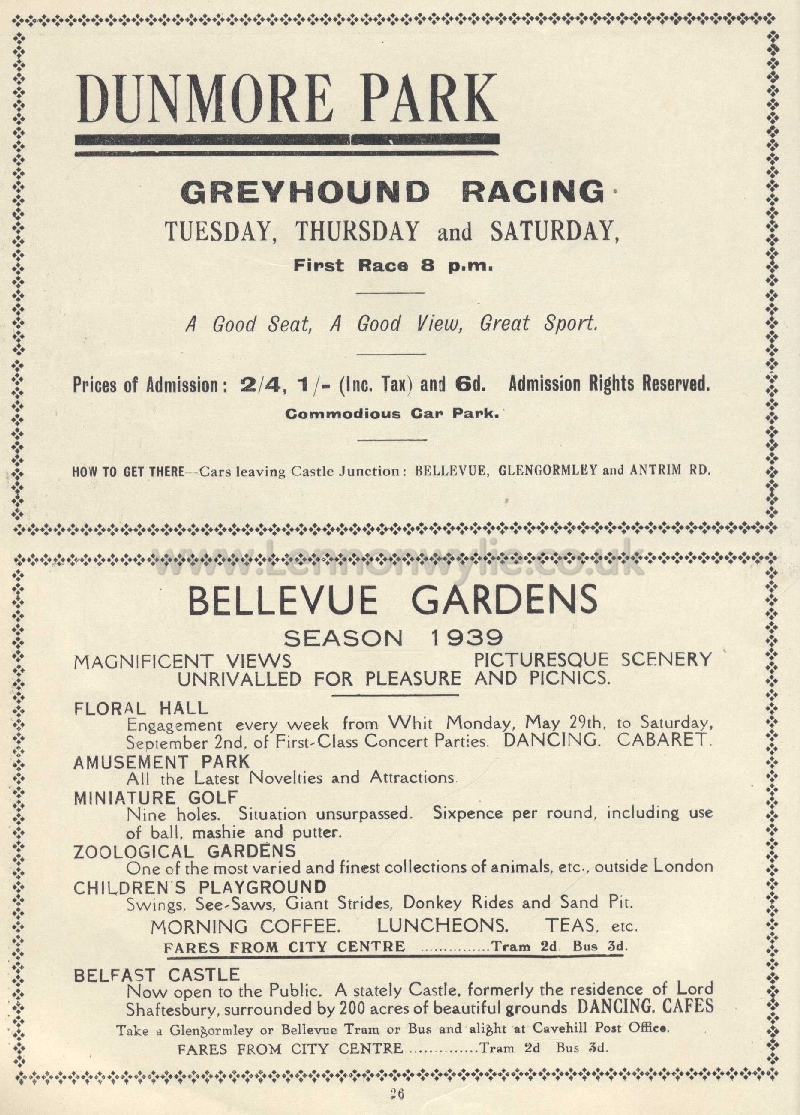 DUNMORE PARK
GREYHOUND RACING
TUESDAY, THURSDAY and SATURDAY,
First Race 8 p.m.
A Good Seat, A Good View, Great Sport.
Prices of Admission: 2/4, 1/- (Inc. Tax) and 6d. Admission Rights Reserved.
Commodious Car Park.
HOW TO GET THERE—Cars leaving Castle Junction: BELLEVUE, GLENGORMLEY and ANTRIM RD.
www.Lennonwylie.co.uk
BELLEVUE GARDENS
SEASON 1939
MAGNIFICENT VIEWS PICTURESQUE SCENERY
UNRIVALLED FOR PLEASURE AND PICNICS.
FLORAL HALL
Engagement every week from Whit Monday, May 29th, to Saturday,
September 2nd, of First-Class Concert Parties. DANCING. CABARET.
AMUSEMENT PARK
All the Latest Novelties and Attractions.
MINIATURE GOLF
Nine holes. Situation unsurpassed. Sixpence per round, including use
of ball, mashie and putter.
ZOOLOGICAL GARDENS
One of the most varied and finest collections of animals, etc., outside London
CHILDREN'S PLAYGROUND
Swings, See-Saws, Giant Strides, Donkey Rides and Sand Pit.
MORNING COFFEE. LUNCHEONS. TEAS, etc.
FARES FROM CITY CENTRE ..............Tram 2d. Bus 3d.
BELFAST CASTLE
Now open to the Public. A stately Castle, formerly the residence of Lord
Shaftesbury, surrounded by 200 acres of beautiful grounds DANCING. CAFES
Take a Glengormley or Bellevue Tram or Bus and alight at Cavehill Post Office.
FARES FROM CITY CENTRE ..............Tram 2d Bus 3d.
26